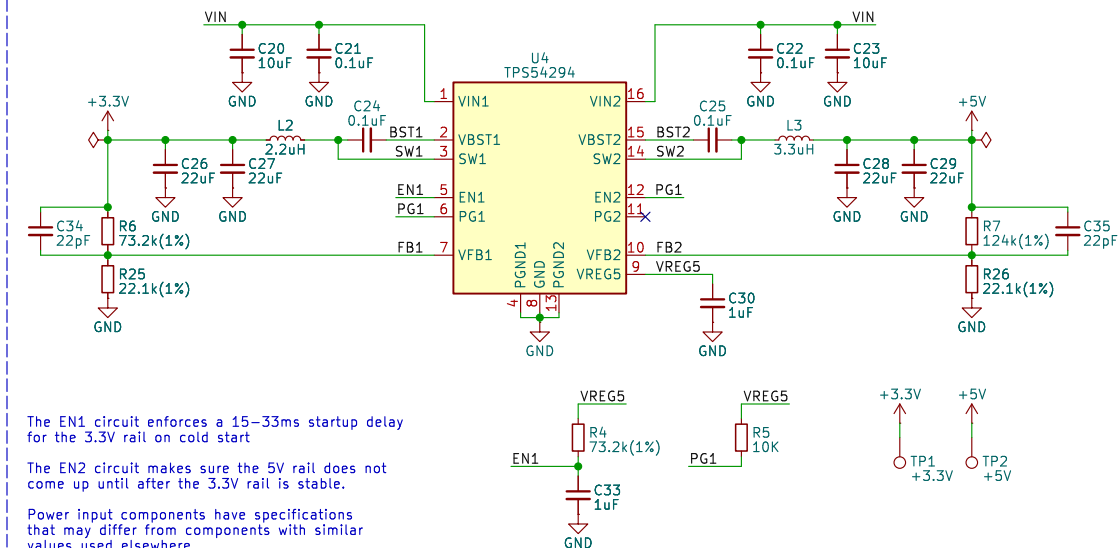 VIN
VIN
C20
10uF
C21
0.1uF
U4
TPS54294
C22
0.1uF
C23
10uF
GND
GND
GND
GND
1
VIN1
VIN2
16
+3.3V
C24
0.1uF
C25
0.1uF
+5V
L2
2.2uH
BST1
2
VBST1
VBST2
15
BST2
L3
3.3uH
SW1
3
SW1
SW2
14
SW2
C26
22uF
C27
22uF
C28
22uF
C29
22uF
GND
GND
GND
GND
EN1
5
EN1
EN2
12
PG1
PG1
6
PG1
PG2
11
C34
22pF
R6
73.2k(1%)
R7
124k(1%)
C35
22pF
FB1
7
VFB1
VFB2
10
FB2
VREG5
9
VREG5
PGND1
GND
PGND2
4
8
13
R25
22.1k(1%)
R26
22.1k(1%)
C30
1uF
GND
GND
GND
GND
The EN1 circuit enforces a 15-33ms startup delay
for the 3.3V rail on cold start
The EN2 circuit makes sure the 5V rail does not
come up until after the 3.3V rail is stable.
Power input components have specifications
that may differ from components with similar
values used elsewhere
VREG5
R4
73.2k(1%)
EN1
C33
1uF
GND
VREG5
R5
10K
PG1
+3.3V
TP1
+3.3V
+5V
TP2
+5V